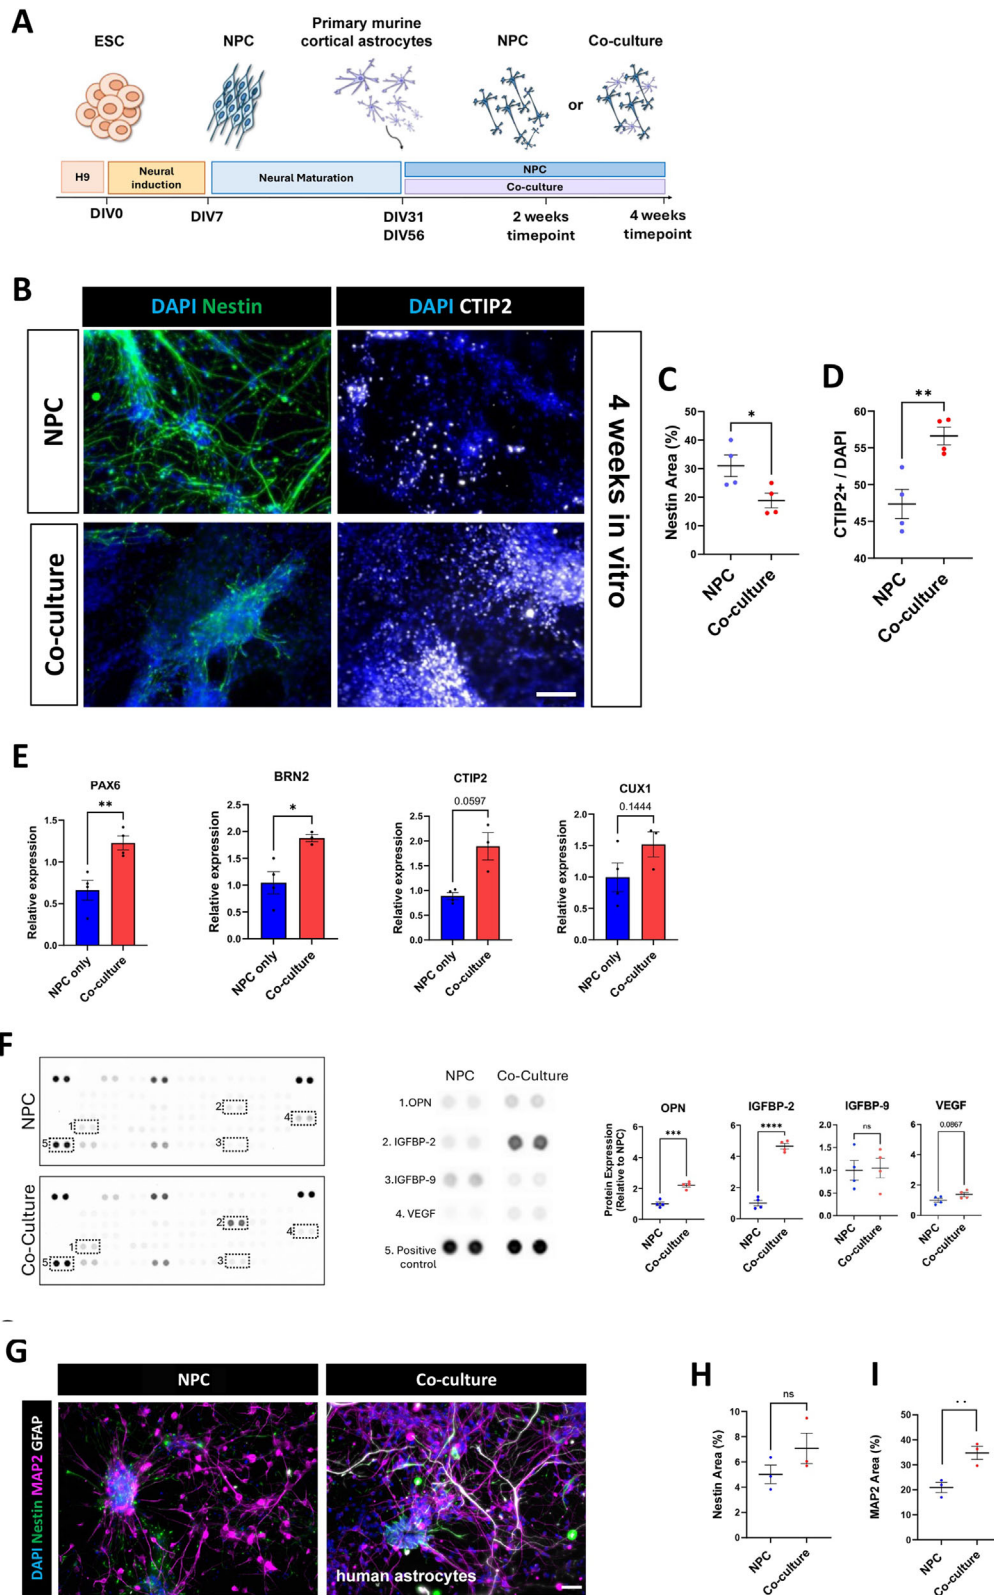 A
ESC
NPC
Primary murine
cortical astrocytes
NPC
or
Co-culture
H9
Neural
induction
Neural Maturation
NPC
Co-culture
DIV0
DIV7
DIV31
DIV56
2 weeks
timepoint
4 weeks
timepoint
B
DAPI Nestin
DAPI CTIP2
NPC
Co-culture
4 weeks in vitro
C
Nestin Area (%)
50
40
30
20
10
0
*
NPC
Co-culture
D
CTIP2+ / DAPI
60
55
50
45
40
**
NPC
Co-culture
E
PAX6
Relative expression
1.5
1.0
0.5
0.0
**
NPC only
Co-culture
BRN2
Relative expression
2.5
2.0
1.5
1.0
0.5
0.0
*
NPC only
Co-culture
CTIP2
Relative expression
2.5
2.0
1.5
1.0
0.5
0.0
0.0597
NPC only
Co-culture
CUX1
Relative expression
2.0
1.5
1.0
0.5
0.0
0.1444
NPC only
Co-culture
F
NPC
1
2
3
4
5
Co-Culture
1
2
3
4
5
NPC
Co-Culture
1.OPN
2. IGFBP-2
3.IGFBP-9
4. VEGF
5. Positive
control
OPN
Protein Expression
(Relative to NPC)
6
4
2
0
***
NPC
Co-culture
IGFBP-2
6
4
2
0
****
NPC
Co-culture
IGFBP-9
2.0
1.5
1.0
0.5
0.0
ns
NPC
Co-culture
VEGF
6
4
2
0
0.0867
NPC
Co-culture
G
NPC
Co-culture
DAPI Nestin MAP2 GFAP
human astrocytes
H
Nestin Area (%)
10
8
6
4
2
0
ns
NPC
Co-culture
I
MAP2 Area (%)
50
40
30
20
10
0
NPC
Co-culture